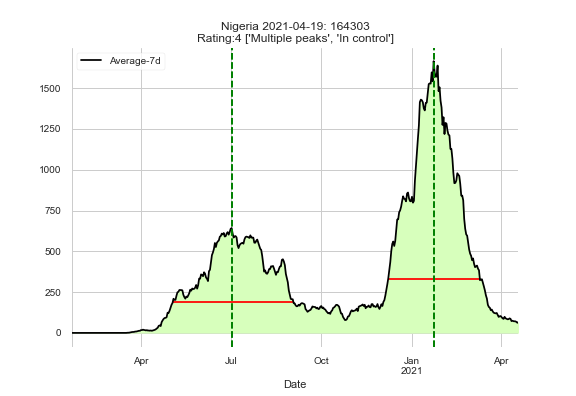 Nigeria 2021-04-19: 164303
Rating:4 ['Multiple peaks', 'In control']
Average-7d
1500
1250
1000
750
500
250
0
Apr
Jul
Oct
Jan
2021
Apr
Date